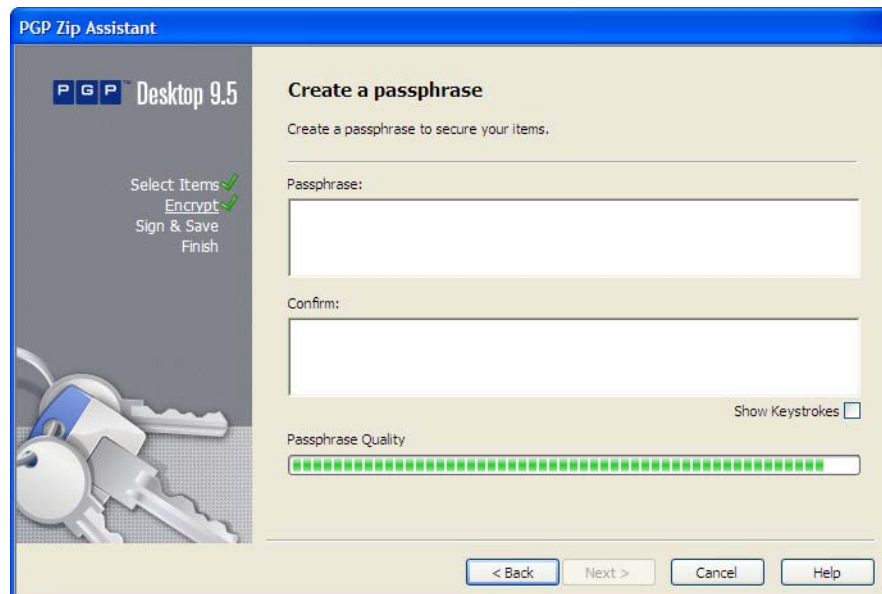 PGP Zip Assistant
PGP™ Desktop 9.5
Select Items
Encrypt
Sign & Save
Finish
Create a passphrase
Create a passphrase to secure your items.
Passphrase:
Confirm:
Show Keystrokes
Passphrase Quality
< Back
Next >
Cancel
Help